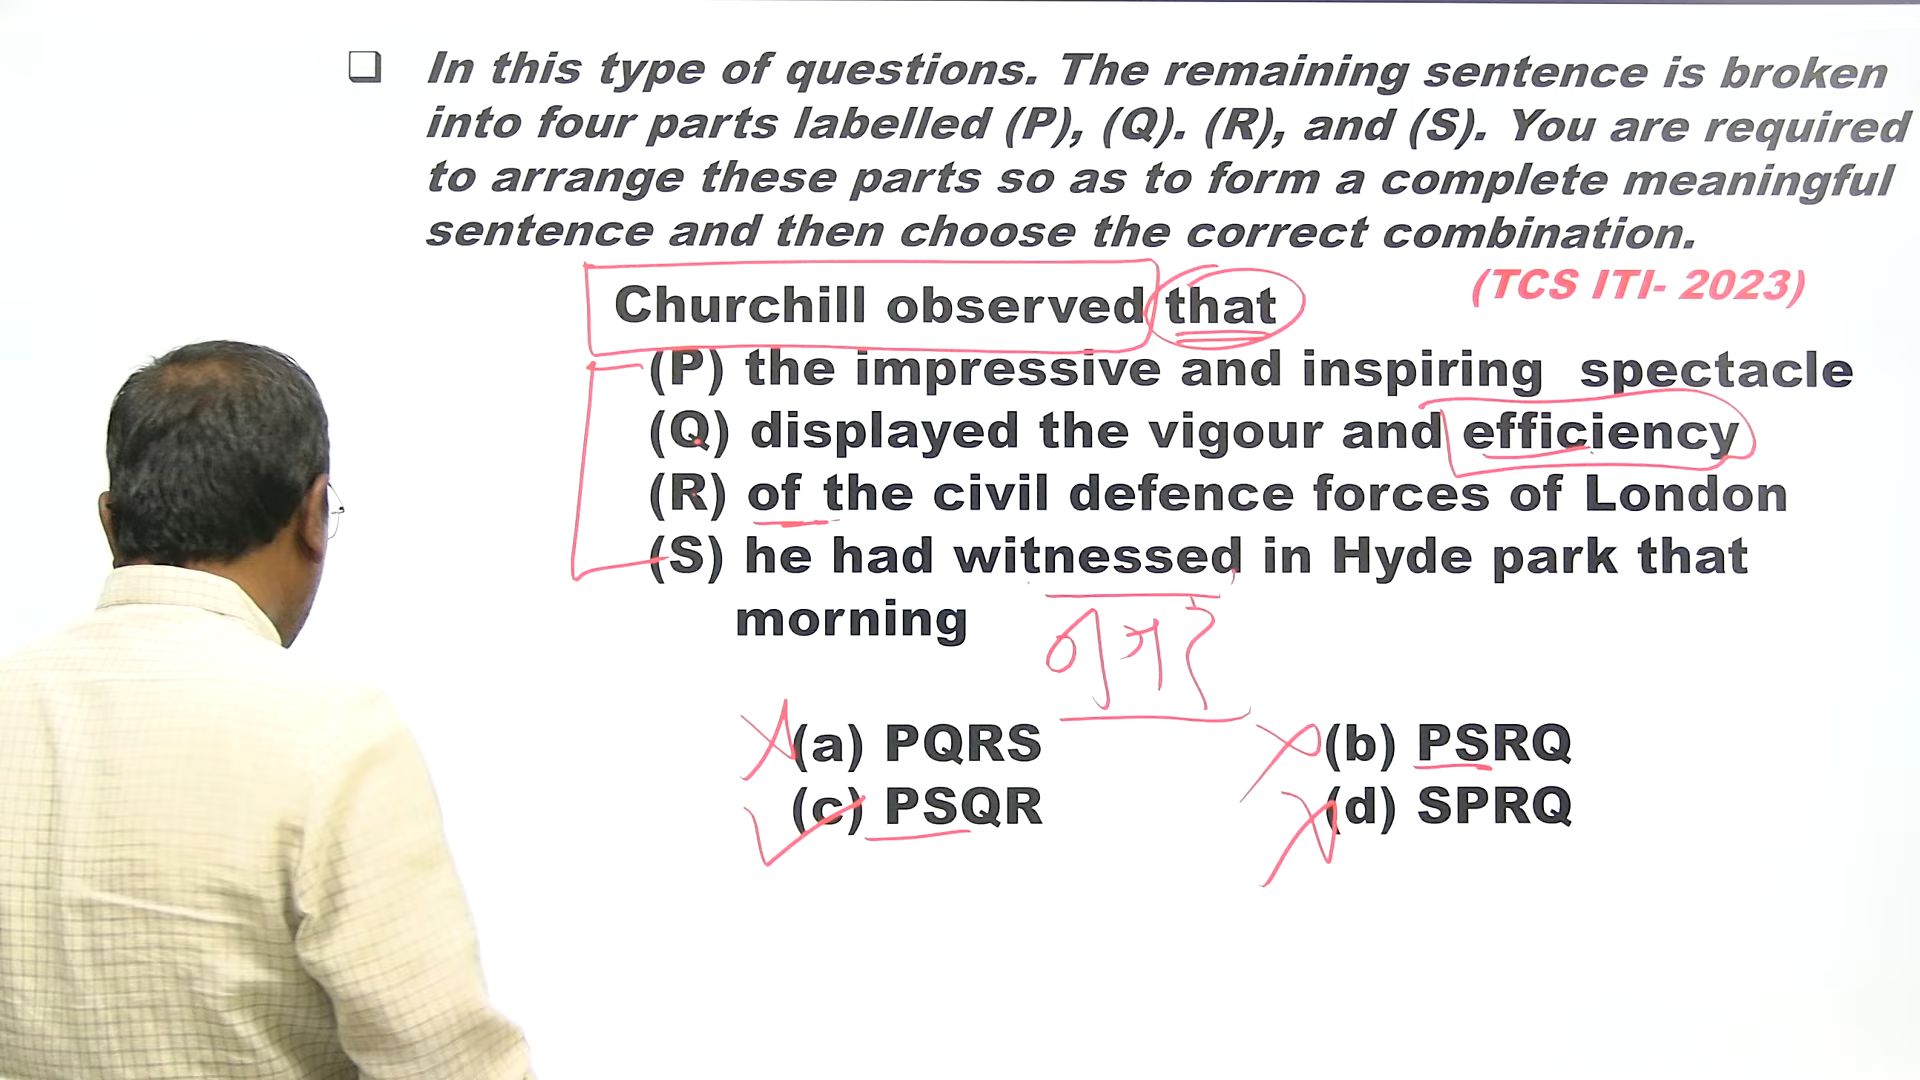 ❑ In this type of questions. The remaining sentence is broken
into four parts labelled (P), (Q). (R), and (S). You are required
to arrange these parts so as to form a complete meaningful
sentence and then choose the correct combination.
(TCS ITI- 2023)
Churchill observed that
(P) the impressive and inspiring spectacle
(Q) displayed the vigour and efficiency
(R) of the civil defence forces of London
(S) he had witnessed in Hyde park that
morning
(a) PQRS (b) PSRQ
(c) PSQR (d) SPRQ